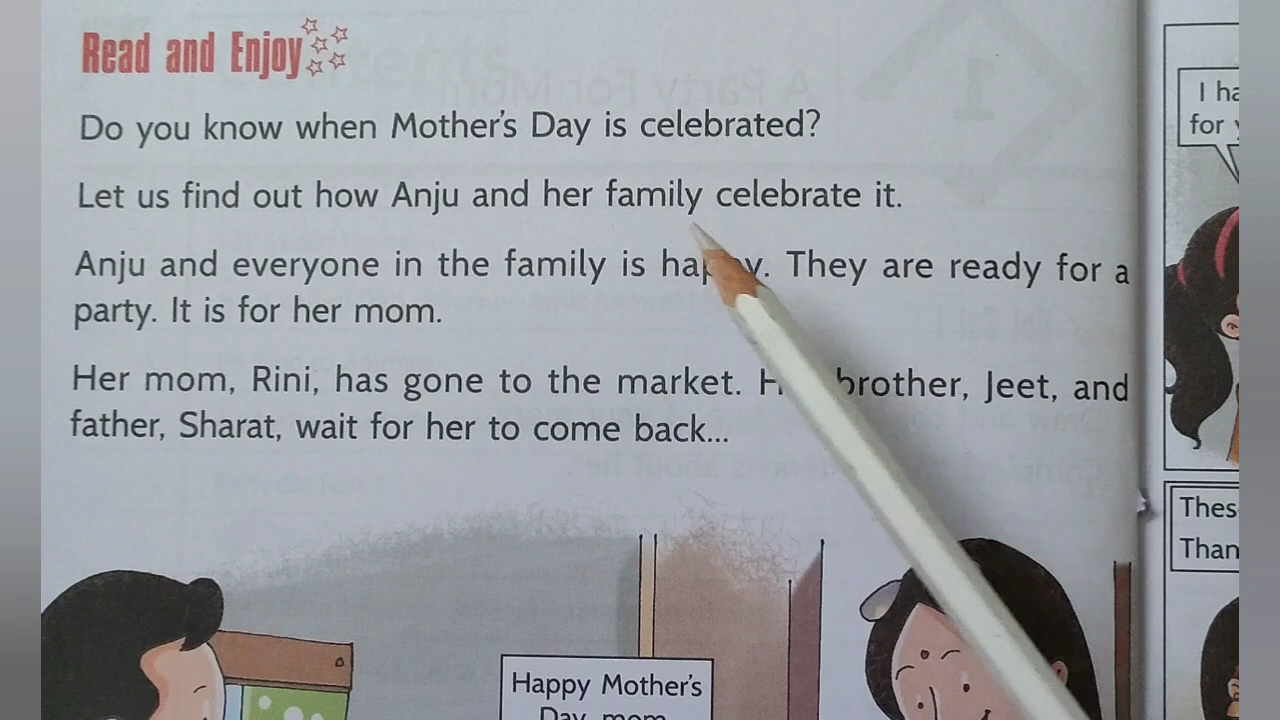 Read and Enjoy
Do you know when Mother's Day is celebrated?
Let us find out how Anju and her family celebrate it.
Anju and everyone in the family is happy. They are ready for a
party. It is for her mom.
Her mom, Rini, has gone to the market. brother, Jeet, and
father, Sharat, wait for her to come back...
Happy Mother's
Day mom
I
for
Than